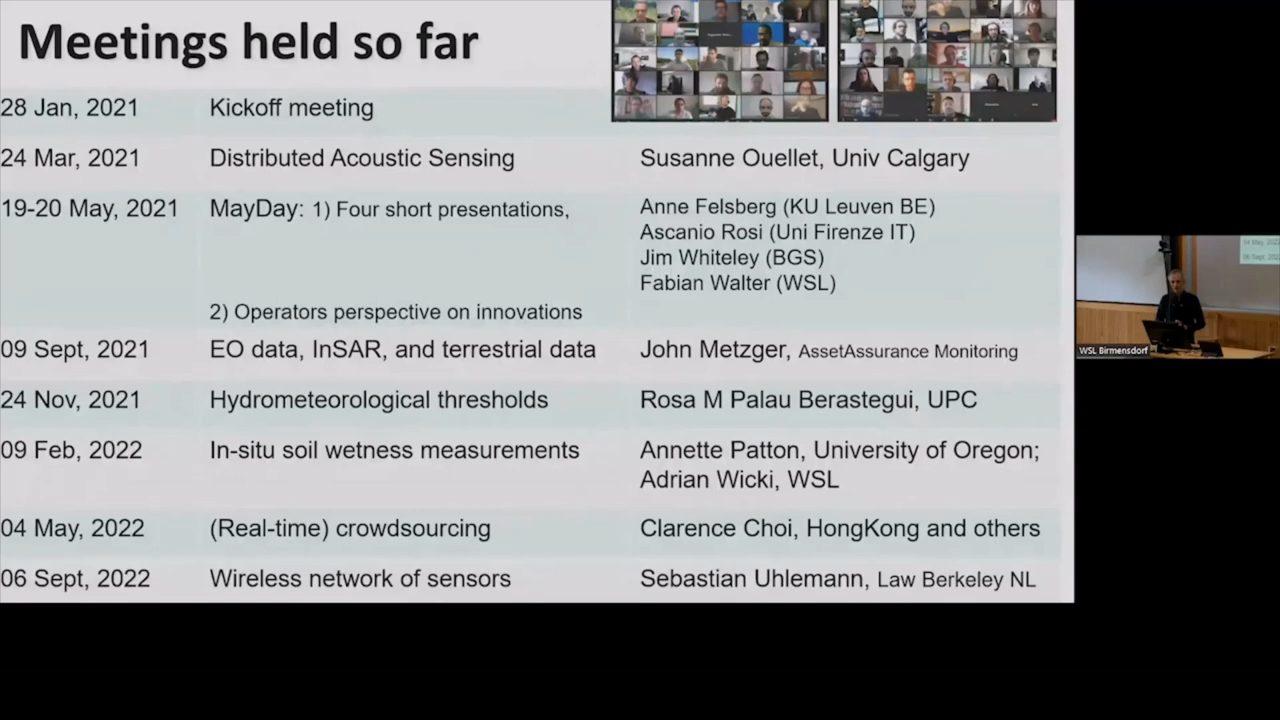 Meetings held so far
28 Jan, 2021 Kickoff meeting
24 Mar, 2021 Distributed Acoustic Sensing Susanne Ouellet, Univ Calgary
19-20 May, 2021 MayDay: 1) Four short presentations, Anne Felsberg (KU Leuven BE)
Ascanio Rosi (Uni Firenze IT)
Jim Whiteley (BGS)
Fabian Walter (WSL)
2) Operators perspective on innovations
09 Sept, 2021 EO data, InSAR, and terrestrial data John Metzger, AssetAssurance Monitoring
24 Nov, 2021 Hydrometeorological thresholds Rosa M Palau Berastegui, UPC
09 Feb, 2022 In-situ soil wetness measurements Annette Patton, University of Oregon;
Adrian Wicki, WSL
04 May, 2022 (Real-time) crowdsourcing Clarence Choi, HongKong and others
06 Sept, 2022 Wireless network of sensors Sebastian Uhlemann, Law Berkeley NL
WSL Birmensdorf